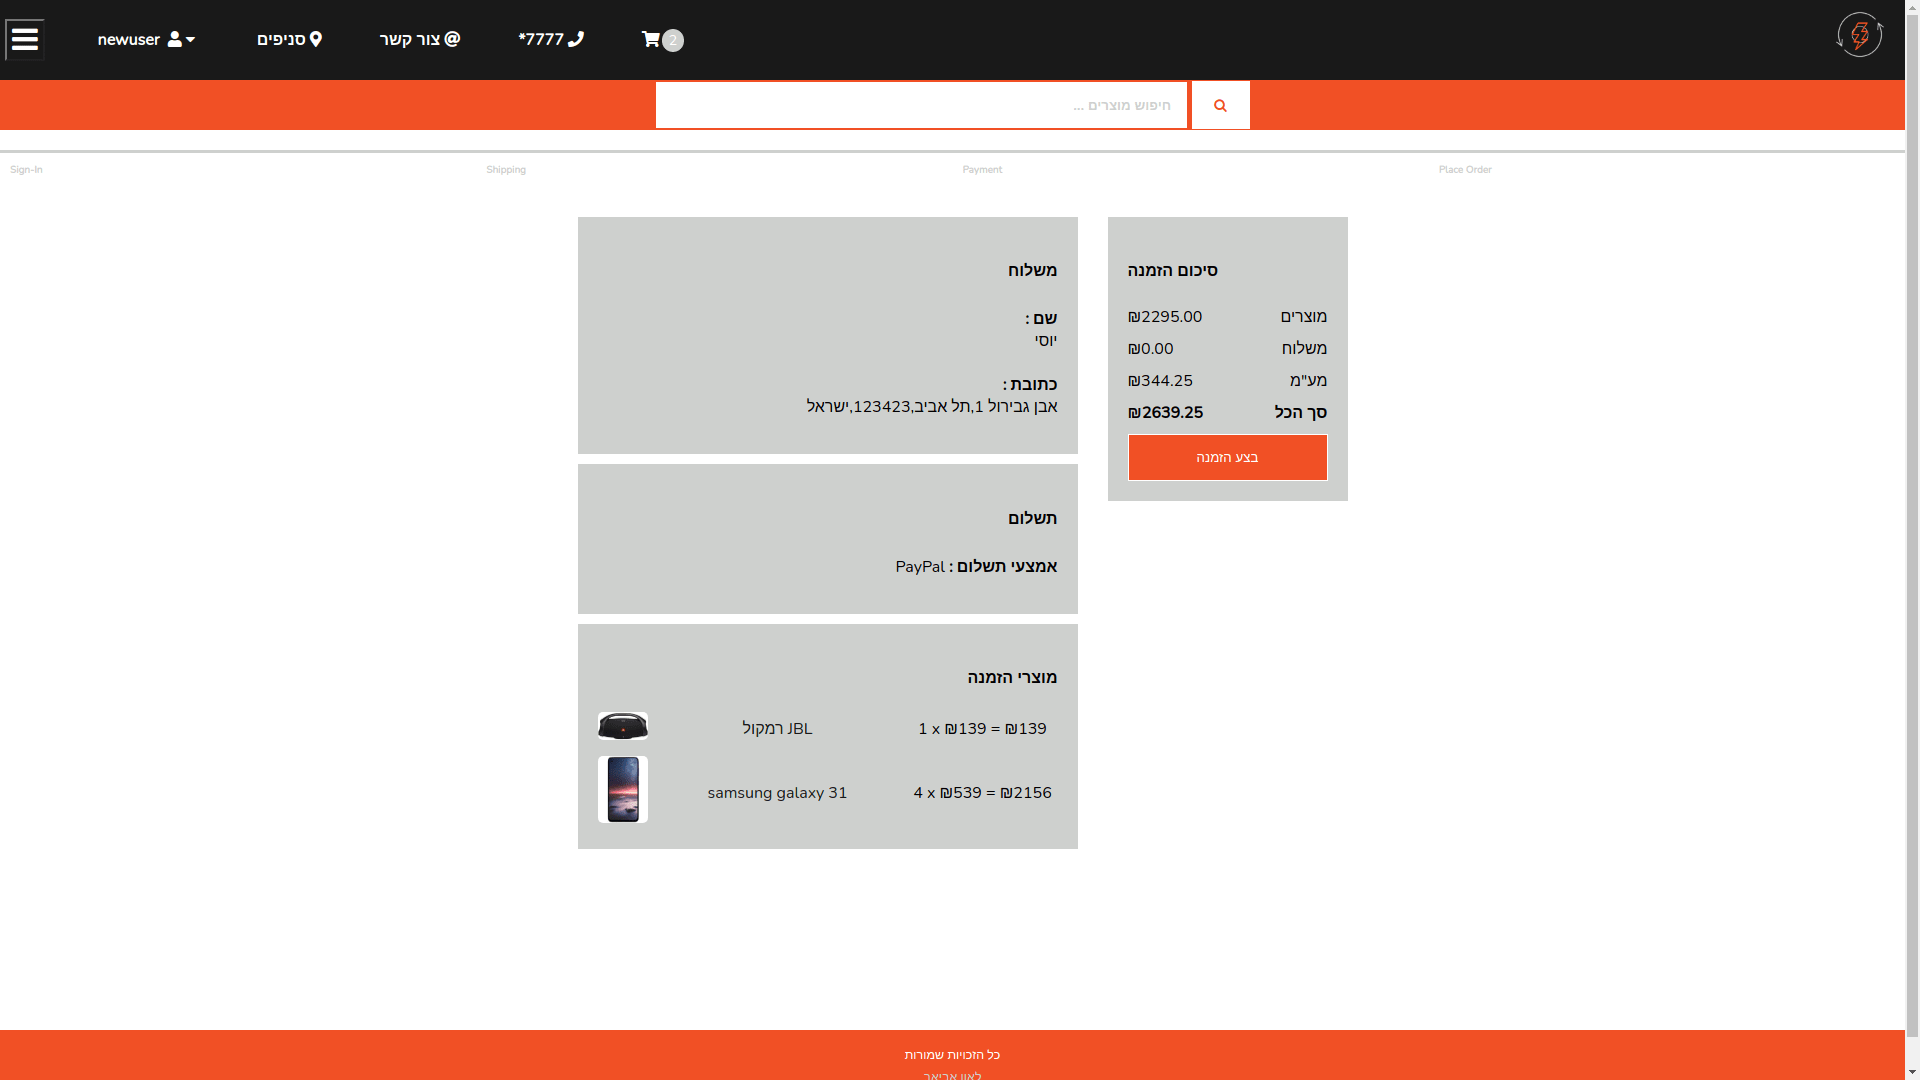 newuser
סניפים
צור קשר @
*7777
2
חיפוש מוצרים ...
Sign-In
Shipping
Payment
Place Order
משלוח
שם :
יוסי
כתובת :
אבן גבירול 1,תל אביב,123423,ישראל
תשלום
אמצעי תשלום : PayPal
מוצרי הזמנה
JBL רמקול
1 x ₪139 = ₪139
samsung galaxy 31
4 x ₪539 = ₪2156
סיכום הזמנה
מוצרים ₪2295.00
משלוח ₪0.00
מע"מ ₪344.25
סך הכל ₪2639.25
בצע הזמנה
כל הזכויות שמורות
לאון אריאב